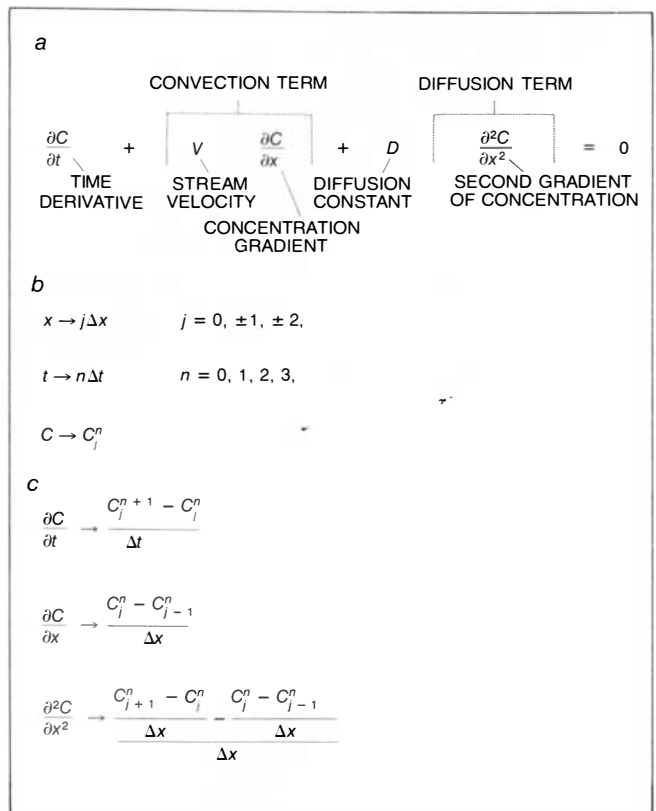 a
CONVECTION TERM DIFFUSION TERM
∂C/∂t + V ∂C/∂x + D ∂²C/∂x² = 0
TIME DERIVATIVE STREAM VELOCITY DIFFUSION CONSTANT SECOND GRADIENT OF CONCENTRATION
CONCENTRATION GRADIENT
b
x → jΔx j = 0, ±1, ± 2,
t → nΔt n = 0, 1, 2, 3,
C → C_j^n
c
∂C/∂t → (C_j^{n + 1} − C_j^n)/Δt
∂C/∂x → (C_j^n − C_{j − 1}^n)/Δx
∂²C/∂x² → ((C_{j + 1}^n − C_j^n)/Δx − (C_j^n − C_{j − 1}^n)/Δx)/Δx